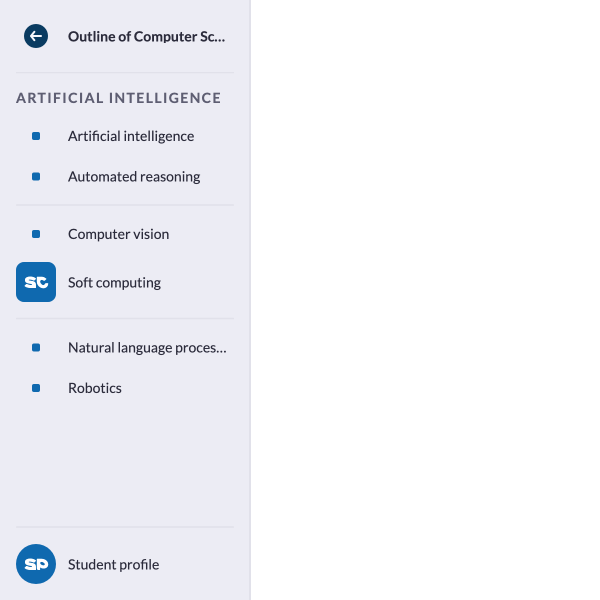 Outline of Computer Sc...
ARTIFICIAL INTELLIGENCE
Artificial intelligence
Automated reasoning
Computer vision
SC Soft computing
Natural language proces...
Robotics
SP Student profile